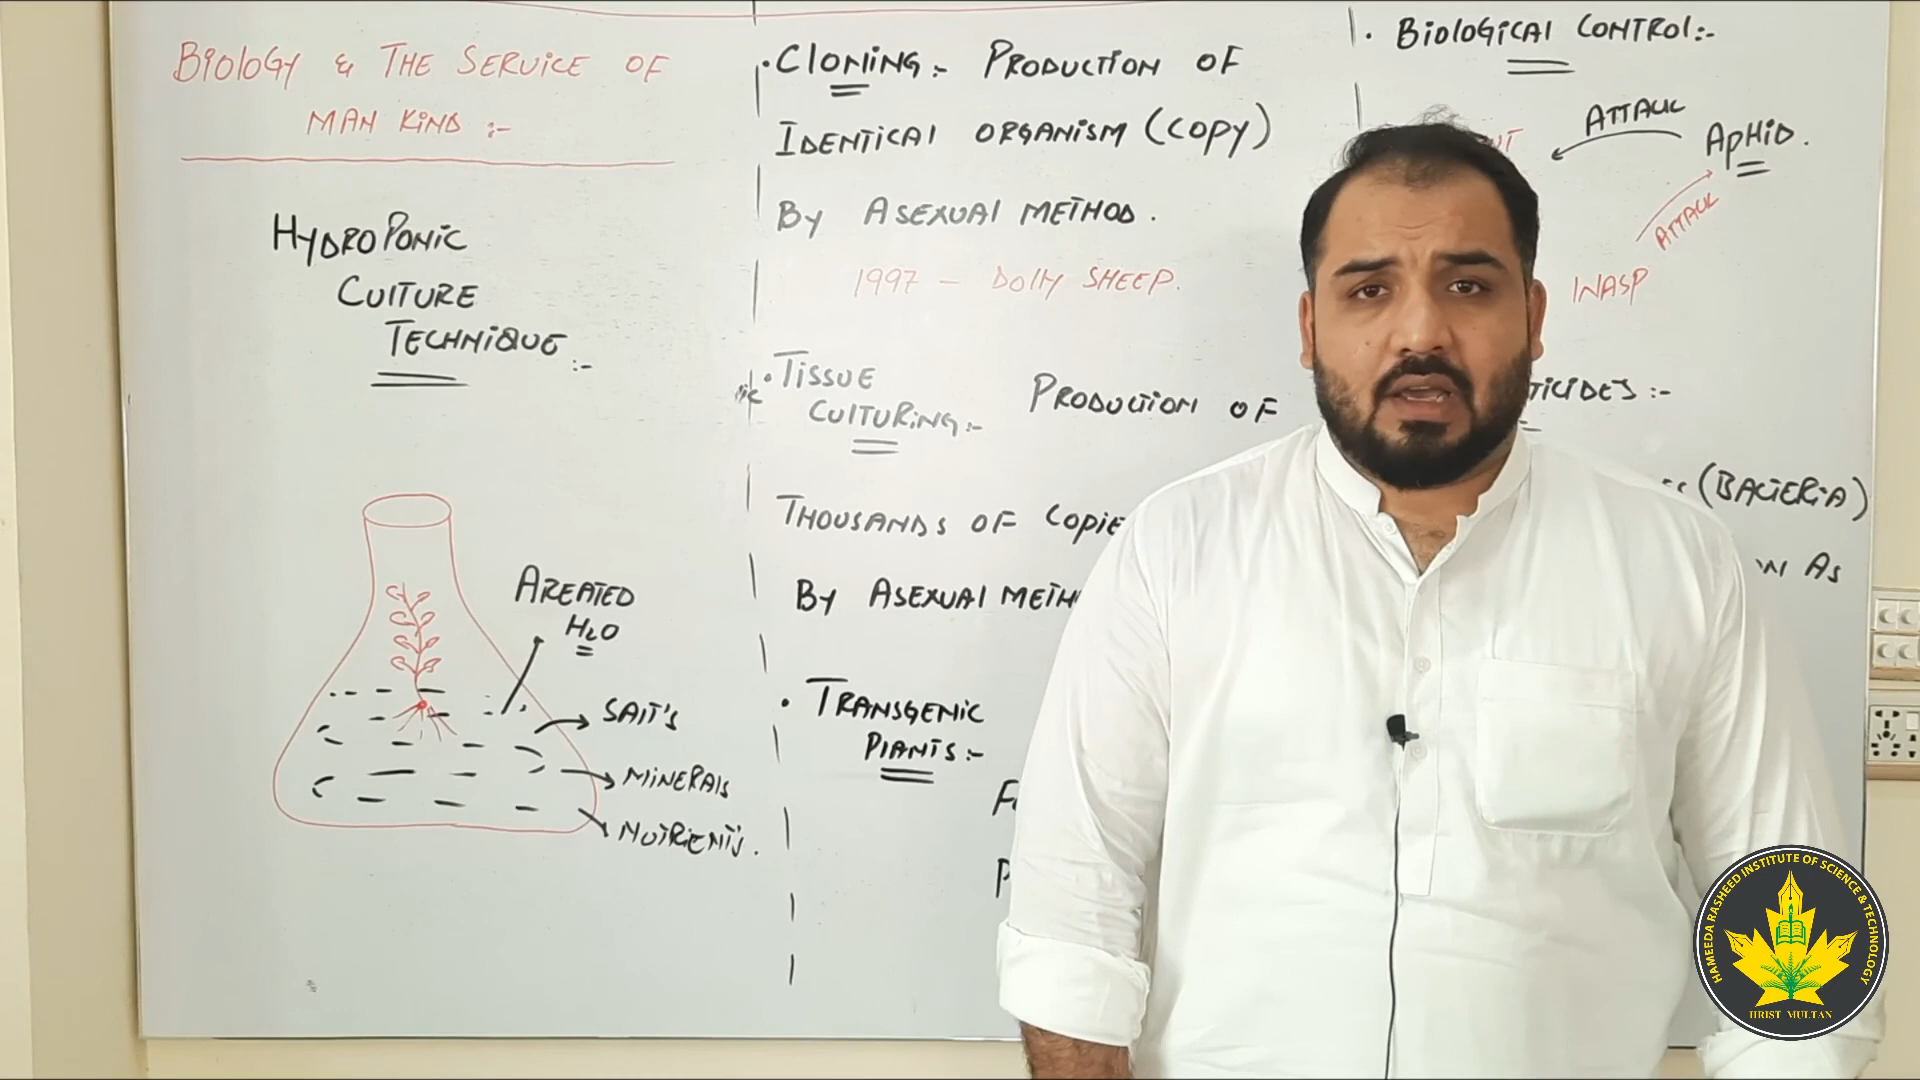 BIOLOGY & THE SERVICE OF
MAN KIND :-
HYDROPONIC
CULTURE
TECHNIQUE :-
AREATED
H2O
SALT'S
MINERALS
NUTRIENT'S.
• CLONING :- PRODUCTION OF
IDENTICAL ORGANISM (COPY)
BY ASEXUAL METHOD.
1997 - DOLLY SHEEP.
• TISSUE
CULTURING :- PRODUCTION OF
THOUSANDS OF COPIE
BY ASEXUAL METH
• TRANSGENIC
PLANTS :-
• BIOLOGICAL CONTROL :-
ATTACK
APHID.
ATTACK
WASP
TICIDES :-
(BACTERIA)
AS
HAMEEDA RASHEED INSTITUTE OF SCIENCE & TECHNOLOGY
HRIST MULTAN